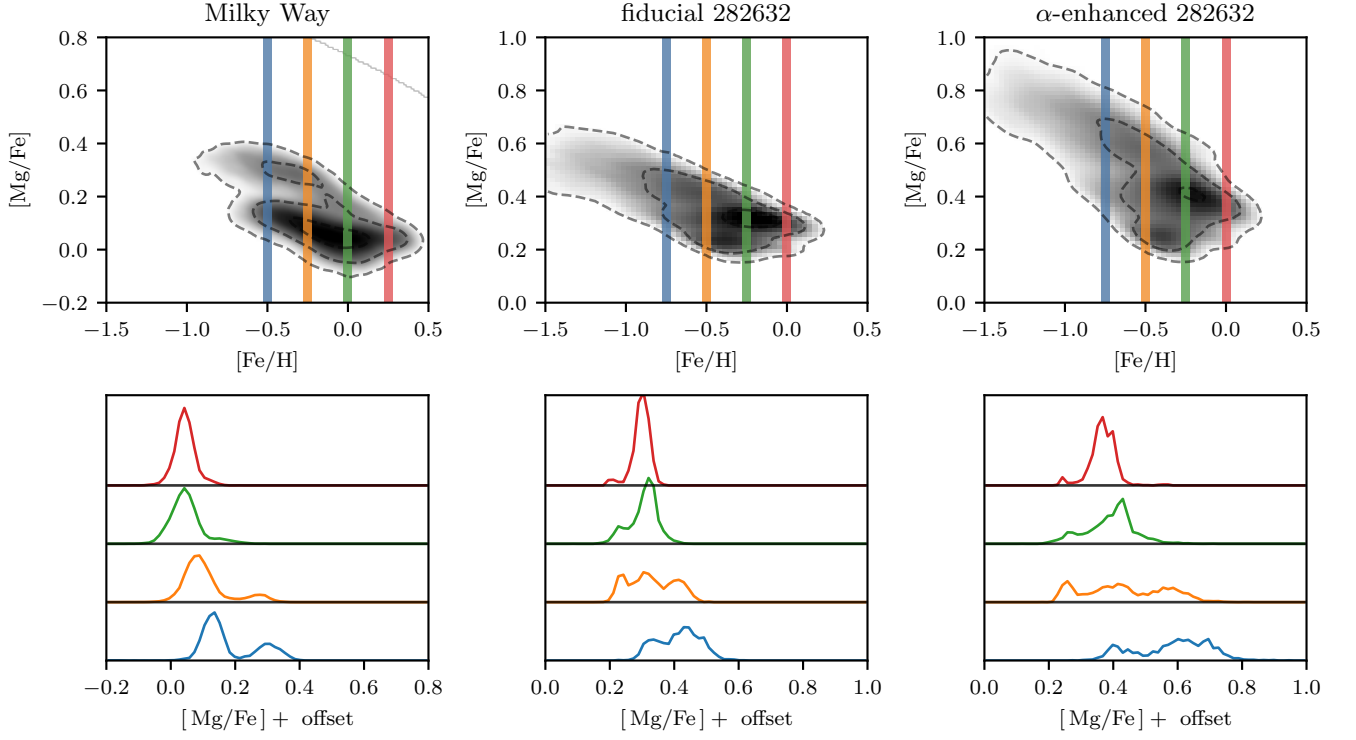 Milky Way
fiducial 282632
α-enhanced 282632
0.8
0.6
0.4
0.2
0.0
−0.2
[Mg/Fe]
−1.5 −1.0 −0.5 0.0 0.5
[Fe/H]
1.0
0.8
0.6
0.4
0.2
0.0
[Mg/Fe]
−1.5 −1.0 −0.5 0.0 0.5
[Fe/H]
1.0
0.8
0.6
0.4
0.2
0.0
[Mg/Fe]
−1.5 −1.0 −0.5 0.0 0.5
[Fe/H]
−0.2 0.0 0.2 0.4 0.6 0.8
[Mg/Fe] + offset
0.0 0.2 0.4 0.6 0.8 1.0
[Mg/Fe] + offset
0.0 0.2 0.4 0.6 0.8 1.0
[Mg/Fe] + offset